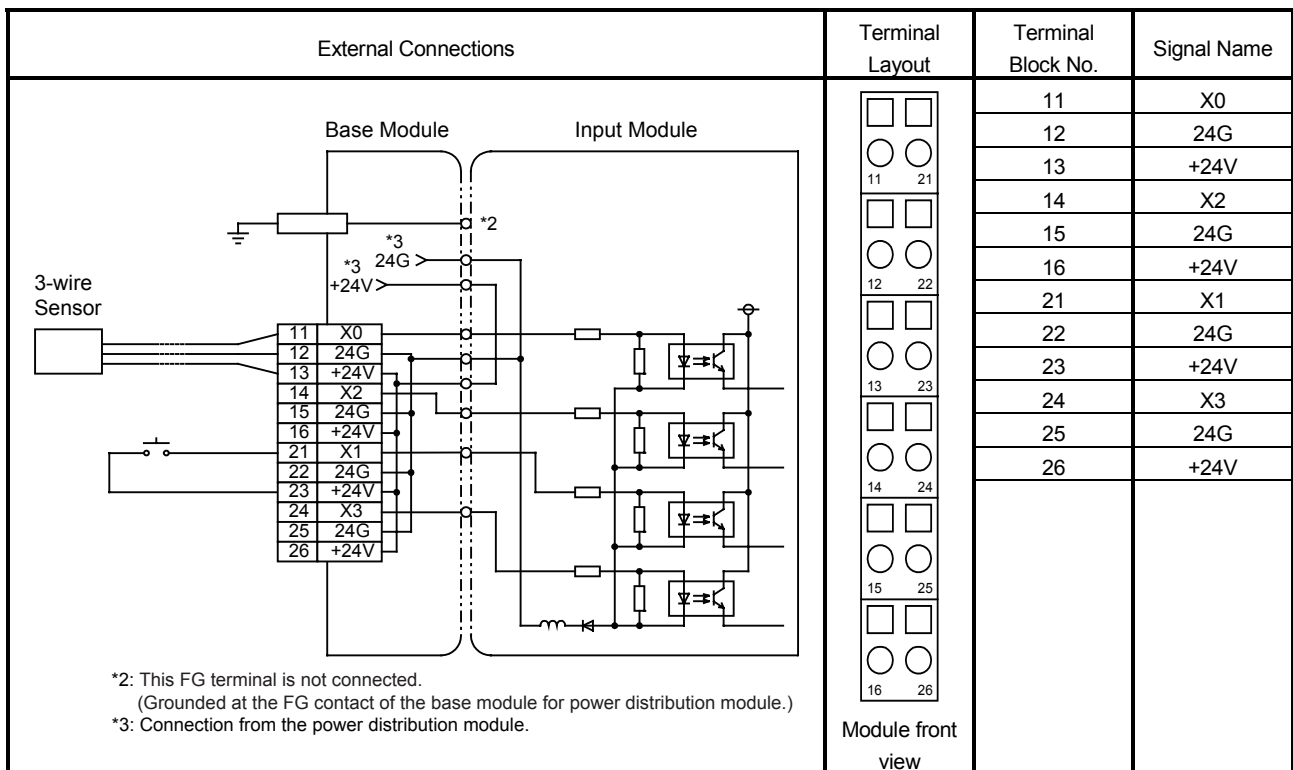 External Connections
Terminal
Layout
Terminal
Block No.
Signal Name
Base Module
Input Module
*2
*3
24G
*3
+24V
3-wire
Sensor
11 X0
12 24G
13 +24V
14 X2
15 24G
16 +24V
21 X1
22 24G
23 +24V
24 X3
25 24G
26 +24V
*2: This FG terminal is not connected.
(Grounded at the FG contact of the base module for power distribution module.)
*3: Connection from the power distribution module.
11 21
12 22
13 23
14 24
15 25
16 26
Module front
view
11 X0
12 24G
13 +24V
14 X2
15 24G
16 +24V
21 X1
22 24G
23 +24V
24 X3
25 24G
26 +24V